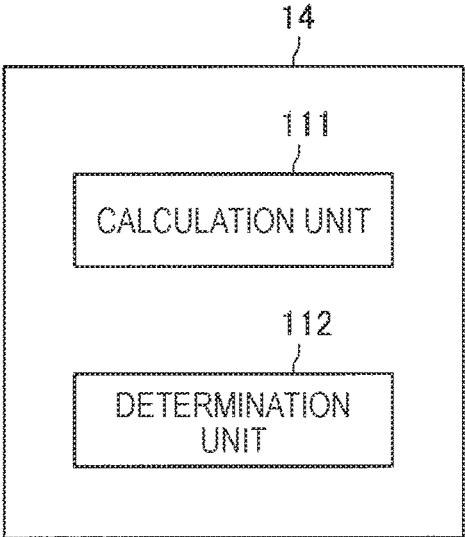 14
111
CALCULATION UNIT
112
DETERMINATION
UNIT